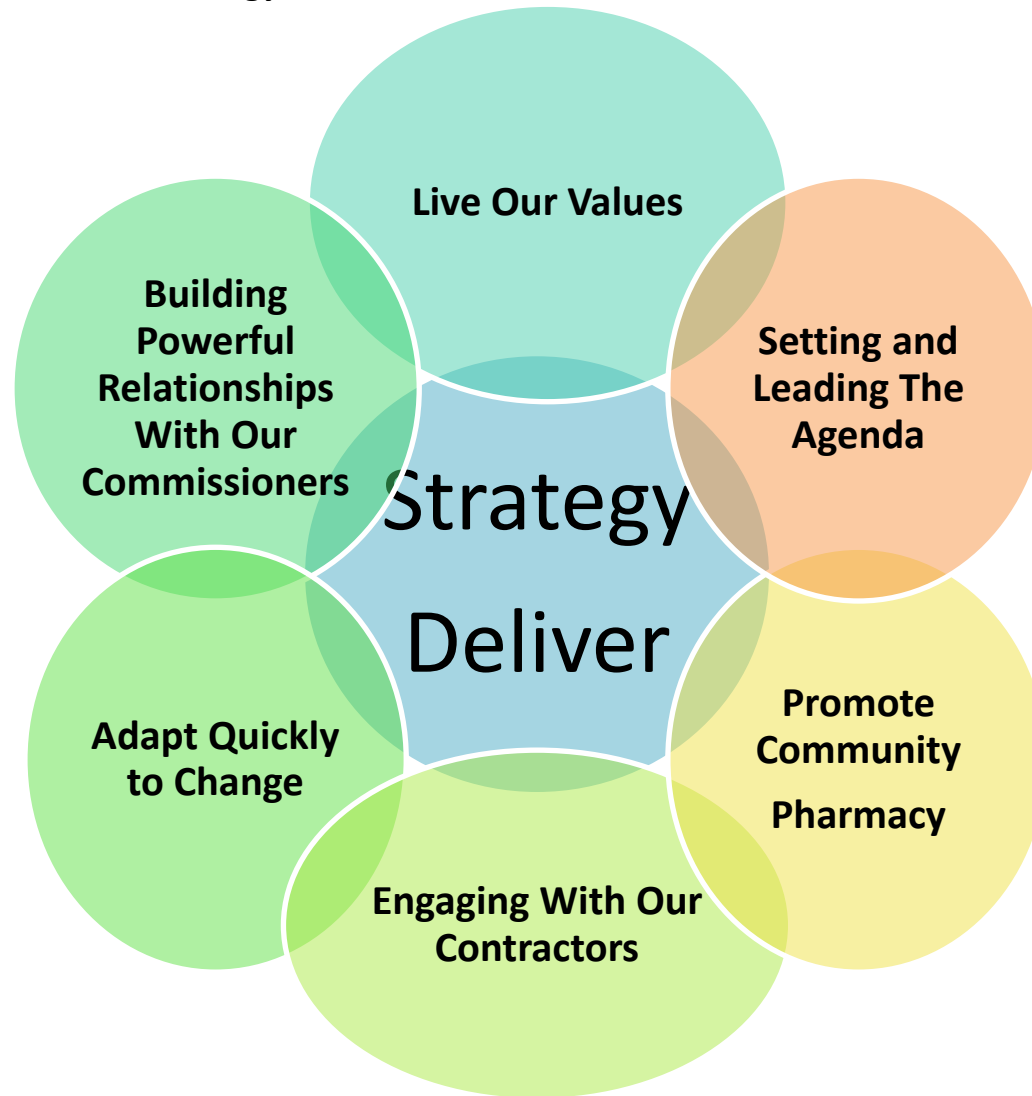 Live Our Values
Building
Powerful
Relationships
With Our
Commissioners
Setting and
Leading The
Agenda
Strategy
Deliver
Adapt Quickly
to Change
Promote
Community
Pharmacy
Engaging With Our
Contractors